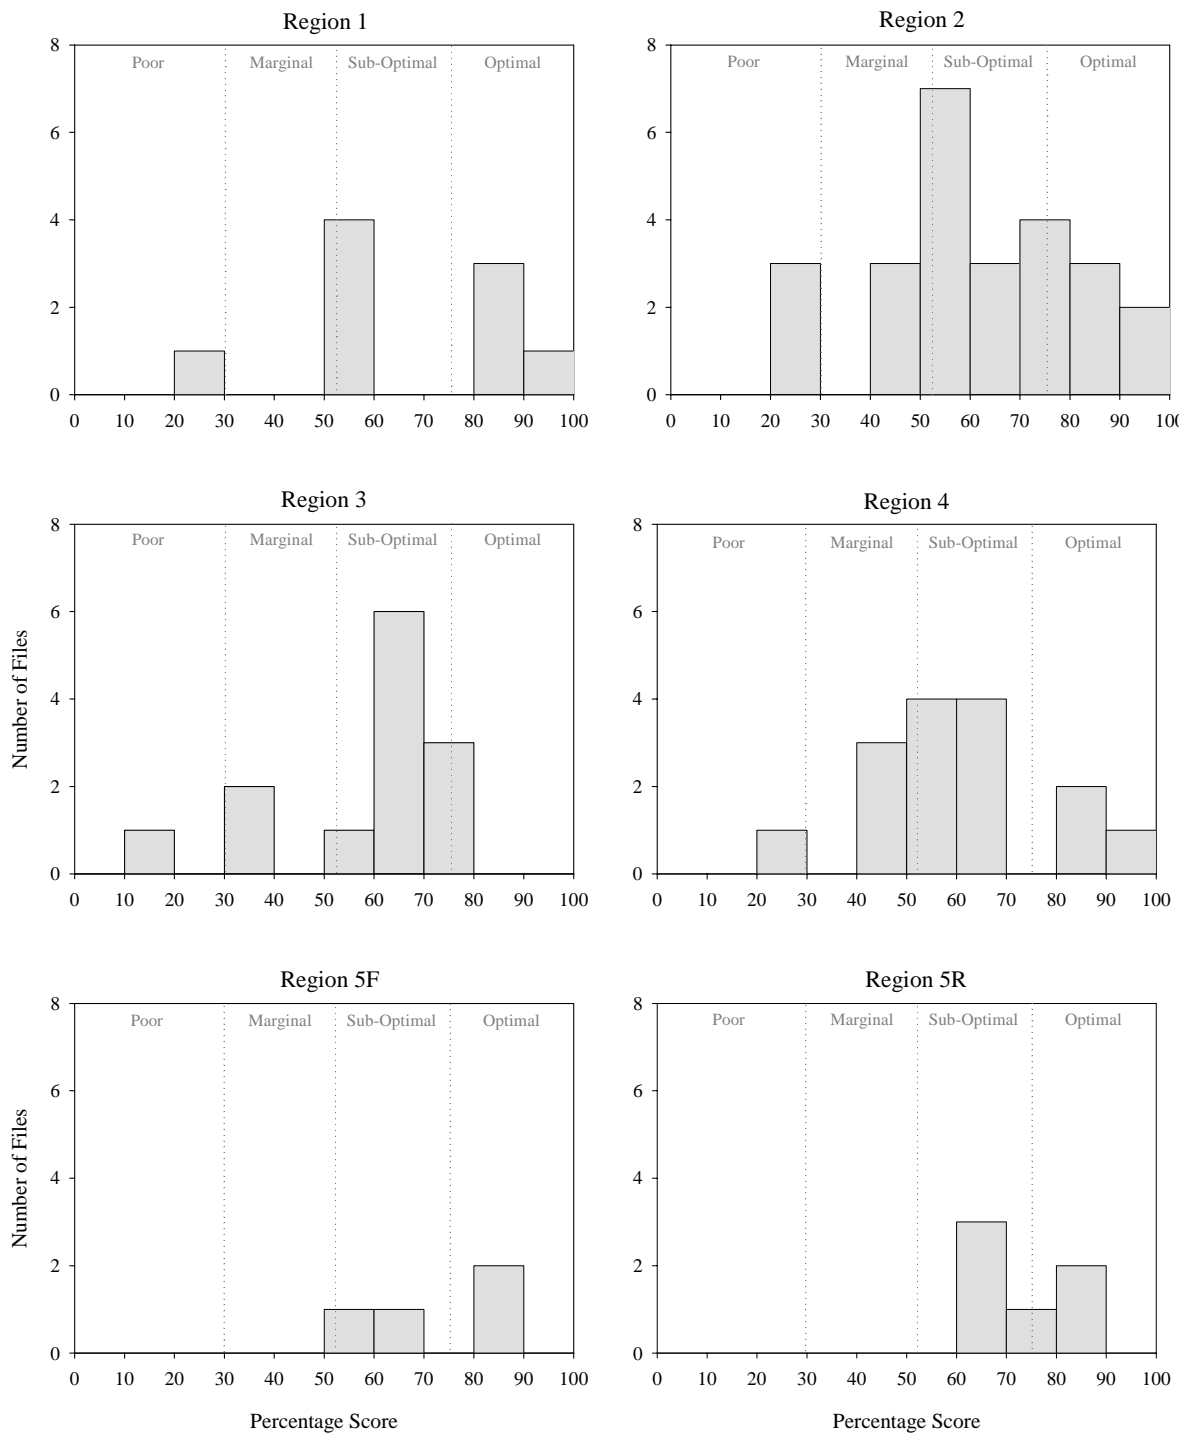 Region 1
8
Poor Marginal Sub-Optimal Optimal
6
4
2
0
0 10 20 30 40 50 60 70 80 90 100
Region 2
8
Poor Marginal Sub-Optimal Optimal
6
4
2
0
0 10 20 30 40 50 60 70 80 90 100
Region 3
8
Poor Marginal Sub-Optimal Optimal
6
Number of Files
4
2
0
0 10 20 30 40 50 60 70 80 90 100
Region 4
8
Poor Marginal Sub-Optimal Optimal
6
4
2
0
0 10 20 30 40 50 60 70 80 90 100
Region 5F
8
Poor Marginal Sub-Optimal Optimal
6
Number of Files
4
2
0
0 10 20 30 40 50 60 70 80 90 100
Percentage Score
Region 5R
8
Poor Marginal Sub-Optimal Optimal
6
4
2
0
0 10 20 30 40 50 60 70 80 90 100
Percentage Score